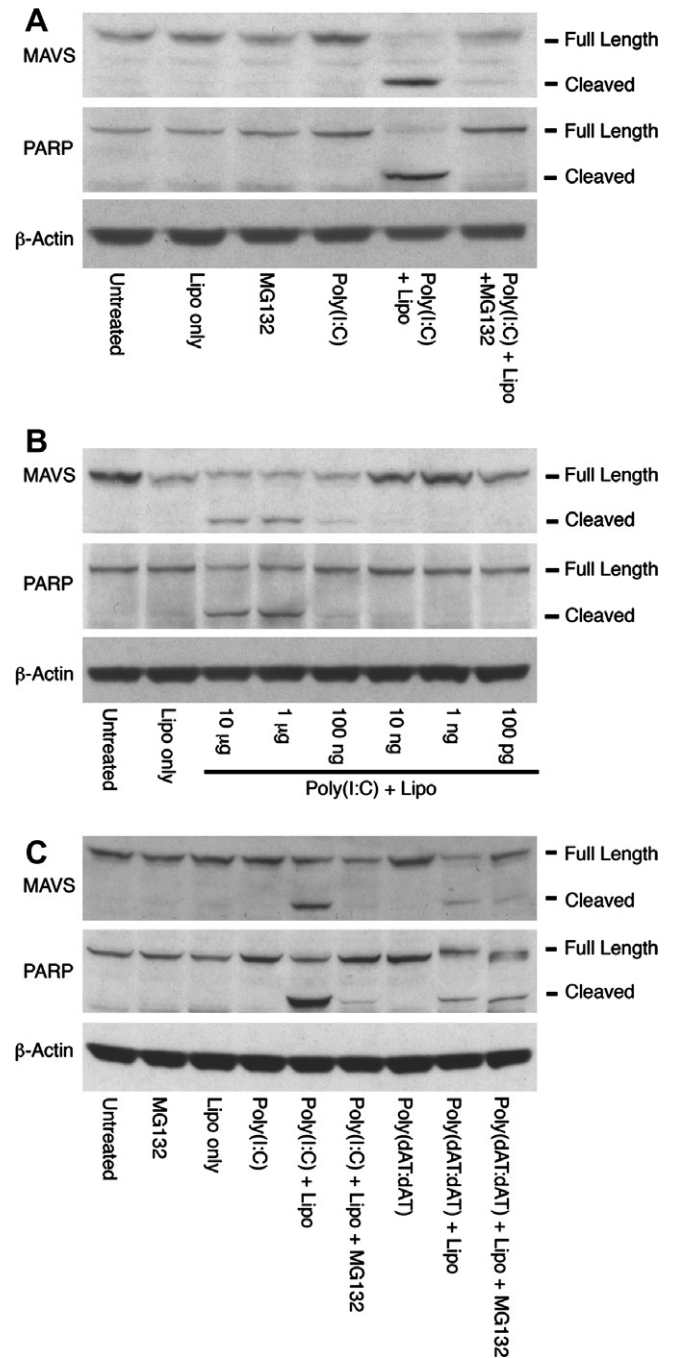 A
MAVS
Full Length
Cleaved
PARP
Full Length
Cleaved
β-Actin
Untreated
Lipo only
MG132
Poly(I:C)
Poly(I:C)
+ Lipo
Poly(I:C) + Lipo
+MG132
B
MAVS
Full Length
Cleaved
PARP
Full Length
Cleaved
β-Actin
Untreated
Lipo only
10 μg
1 μg
100 ng
10 ng
1 ng
100 pg
Poly(I:C) + Lipo
C
MAVS
Full Length
Cleaved
PARP
Full Length
Cleaved
β-Actin
Untreated
MG132
Lipo only
Poly(I:C)
Poly(I:C) + Lipo
Poly(I:C) + Lipo + MG132
Poly(dAT:dAT)
Poly(dAT:dAT) + Lipo
Poly(dAT:dAT) + Lipo + MG132